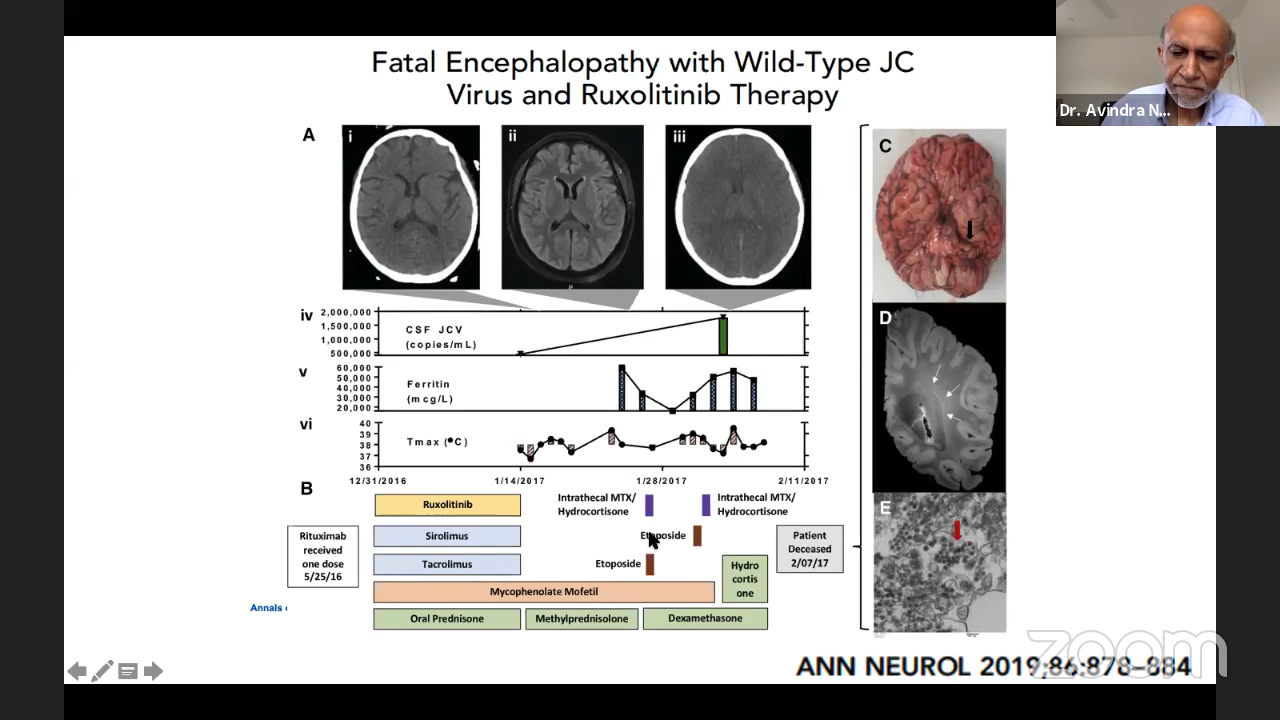 Fatal Encephalopathy with Wild-Type JC
Virus and Ruxolitinib Therapy
Dr. Avindra N...
A
i
ii
iii
C
iv
2,000,000
1,500,000
1,000,000
500,000
CSF JCV
(copies/mL)
D
v
60,000
50,000
40,000
30,000
20,000
Ferritin
(mcg/L)
vi
40
39
38
37
36
Tmax (°C)
12/31/2016 1/14/2017 1/28/2017 2/11/2017
B
Ruxolitinib
Intrathecal MTX/
Hydrocortisone
Intrathecal MTX/
Hydrocortisone
E
Rituximab
received
one dose
5/25/16
Sirolimus
Etoposide
Patient
Deceased
2/07/17
Tacrolimus
Etoposide
Hydro
cortis
one
Mycophenolate Mofetil
Annals
Oral Prednisone
Methylprednisolone
Dexamethasone
zoom
ANN NEUROL 2019;86:878–884